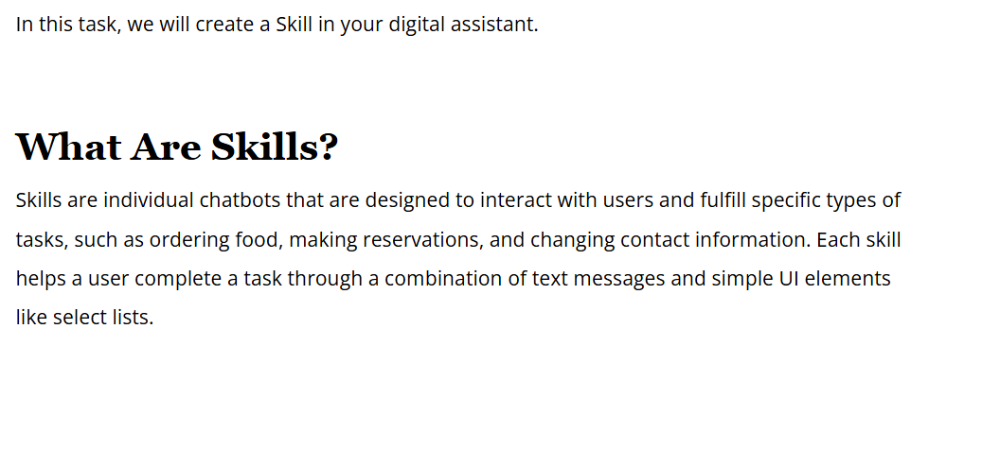 In this task, we will create a Skill in your digital assistant.
What Are Skills?
Skills are individual chatbots that are designed to interact with users and fulfill specific types of
tasks, such as ordering food, making reservations, and changing contact information. Each skill
helps a user complete a task through a combination of text messages and simple UI elements
like select lists.